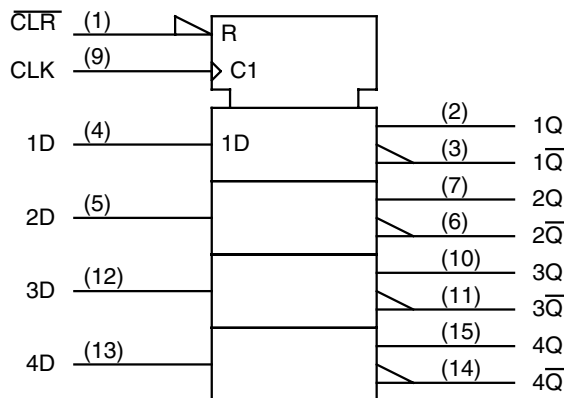 C̅L̅R̅ (1) R
CLK (9) C1
(2) 1Q
1D (4) 1D
(3) 1Q̅
(7) 2Q
2D (5)
(6) 2Q̅
(10) 3Q
3D (12)
(11) 3Q̅
(15) 4Q
4D (13)
(14) 4Q̅